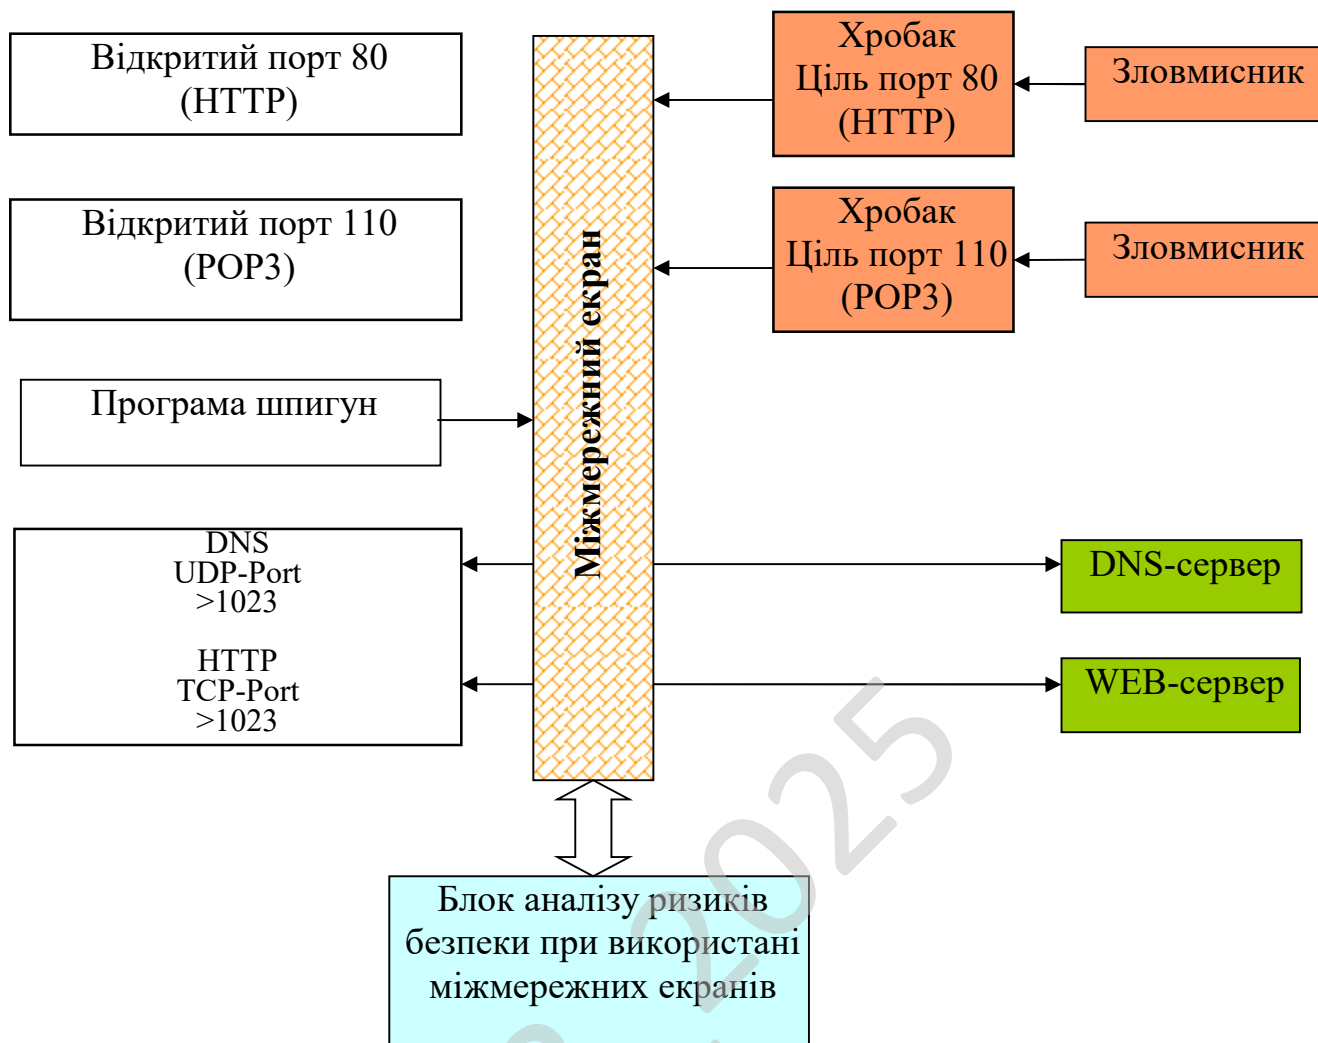 Відкритий порт 80
(HTTP)
Хробак
Ціль порт 80
(HTTP)
Зловмисник
Відкритий порт 110
(POP3)
Хробак
Ціль порт 110
(POP3)
Зловмисник
Міжмережний екран
Програма шпигун
DNS
UDP-Port
>1023
HTTP
TCP-Port
>1023
DNS-сервер
WEB-сервер
Блок аналізу ризиків
безпеки при використані
міжмережних екранів
2025